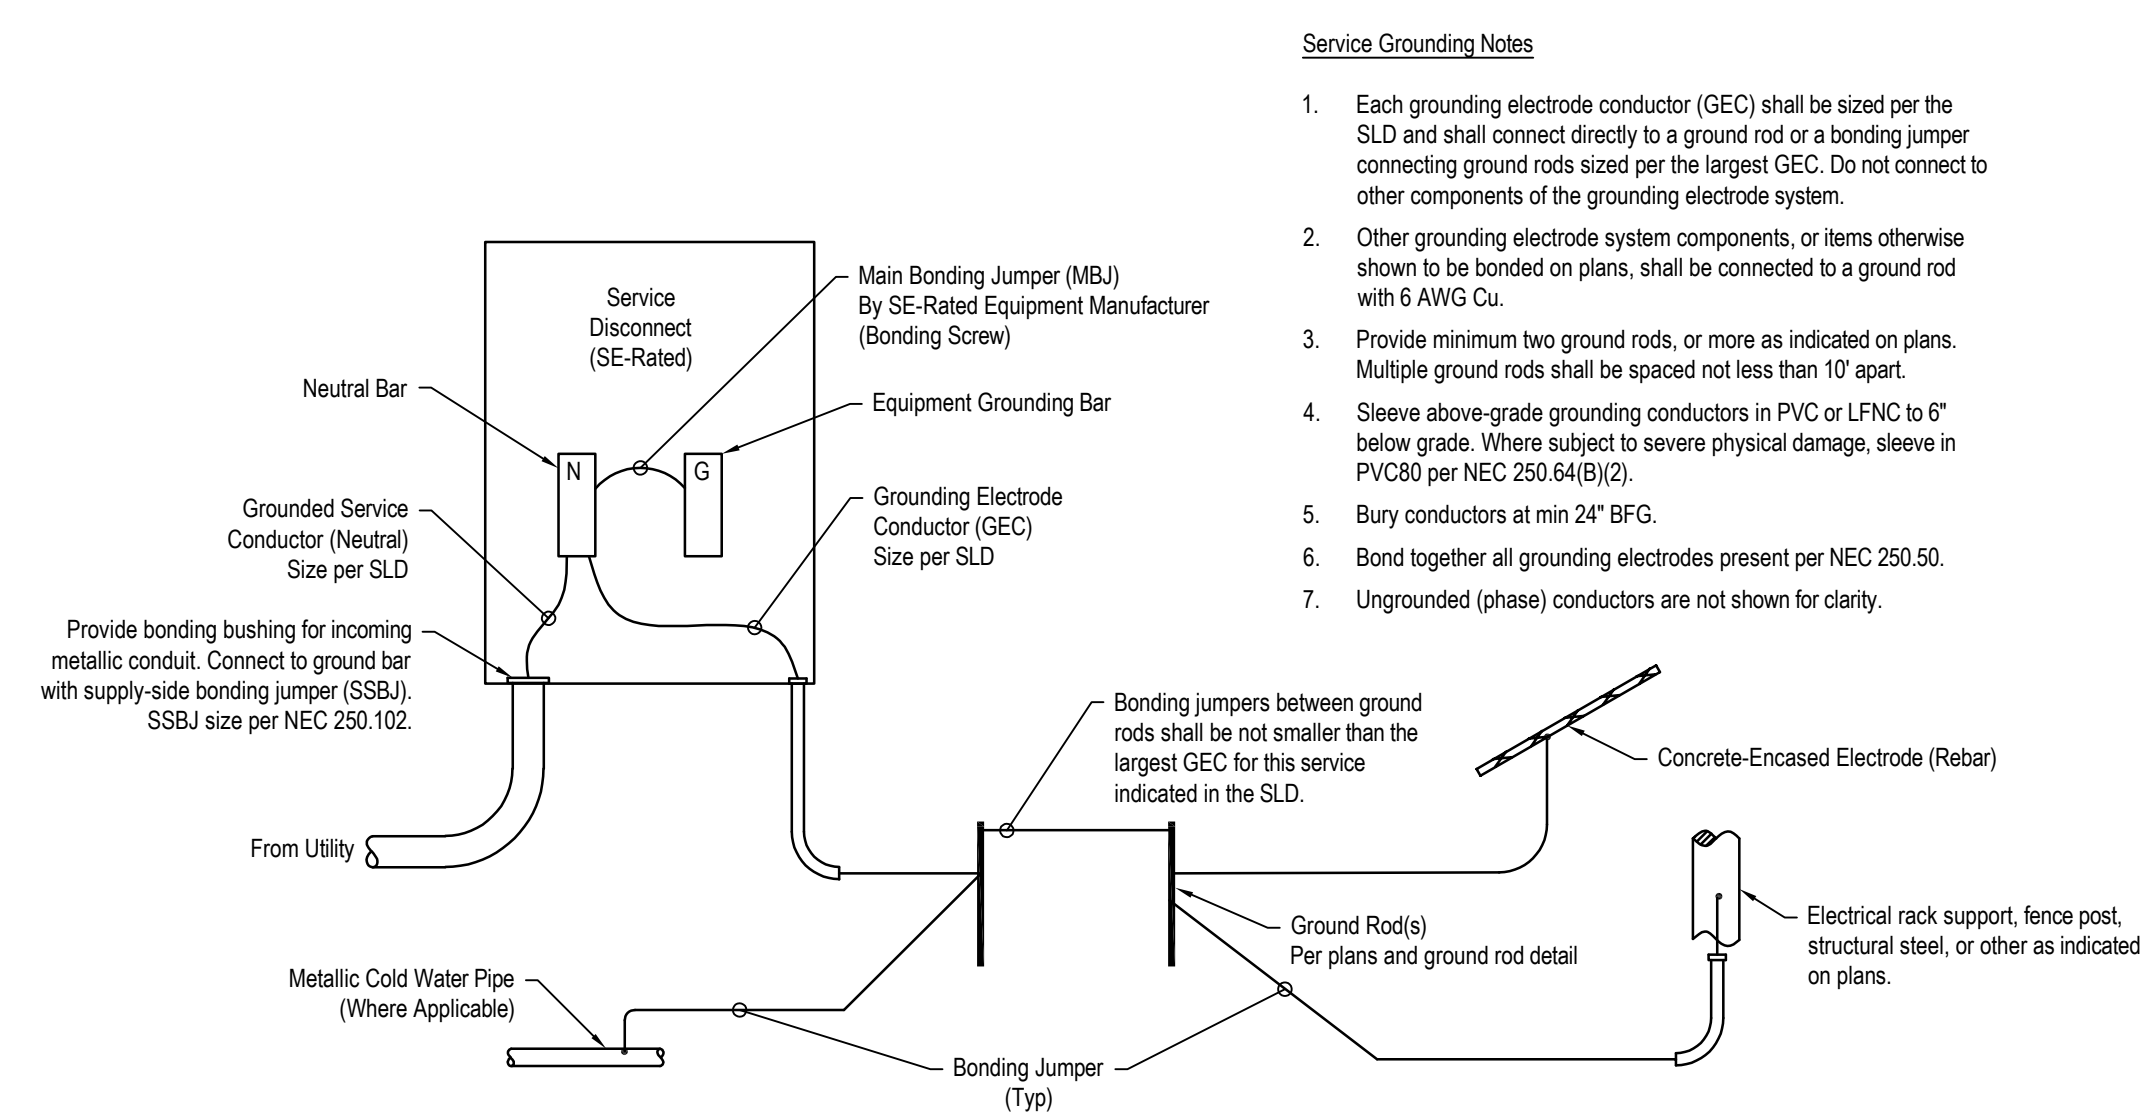 Service Grounding Notes
1. Each grounding electrode conductor (GEC) shall be sized per the
SLD and shall connect directly to a ground rod or a bonding jumper
connecting ground rods sized per the largest GEC. Do not connect to
other components of the grounding electrode system.
2. Other grounding electrode system components, or items otherwise
shown to be bonded on plans, shall be connected to a ground rod
with 6 AWG Cu.
3. Provide minimum two ground rods, or more as indicated on plans.
Multiple ground rods shall be spaced not less than 10' apart.
4. Sleeve above-grade grounding conductors in PVC or LFNC to 6"
below grade. Where subject to severe physical damage, sleeve in
PVC80 per NEC 250.64(B)(2).
5. Bury conductors at min 24" BFG.
6. Bond together all grounding electrodes present per NEC 250.50.
7. Ungrounded (phase) conductors are not shown for clarity.
Service
Disconnect
(SE-Rated)
Main Bonding Jumper (MBJ)
By SE-Rated Equipment Manufacturer
(Bonding Screw)
Neutral Bar
Equipment Grounding Bar
N
G
Grounded Service
Conductor (Neutral)
Size per SLD
Grounding Electrode
Conductor (GEC)
Size per SLD
Provide bonding bushing for incoming
metallic conduit. Connect to ground bar
with supply-side bonding jumper (SSBJ).
SSBJ size per NEC 250.102.
Bonding jumpers between ground
rods shall be not smaller than the
largest GEC for this service
indicated in the SLD.
Concrete-Encased Electrode (Rebar)
From Utility
Ground Rod(s)
Per plans and ground rod detail
Electrical rack support, fence post,
structural steel, or other as indicated
on plans.
Metallic Cold Water Pipe
(Where Applicable)
Bonding Jumper
(Typ)